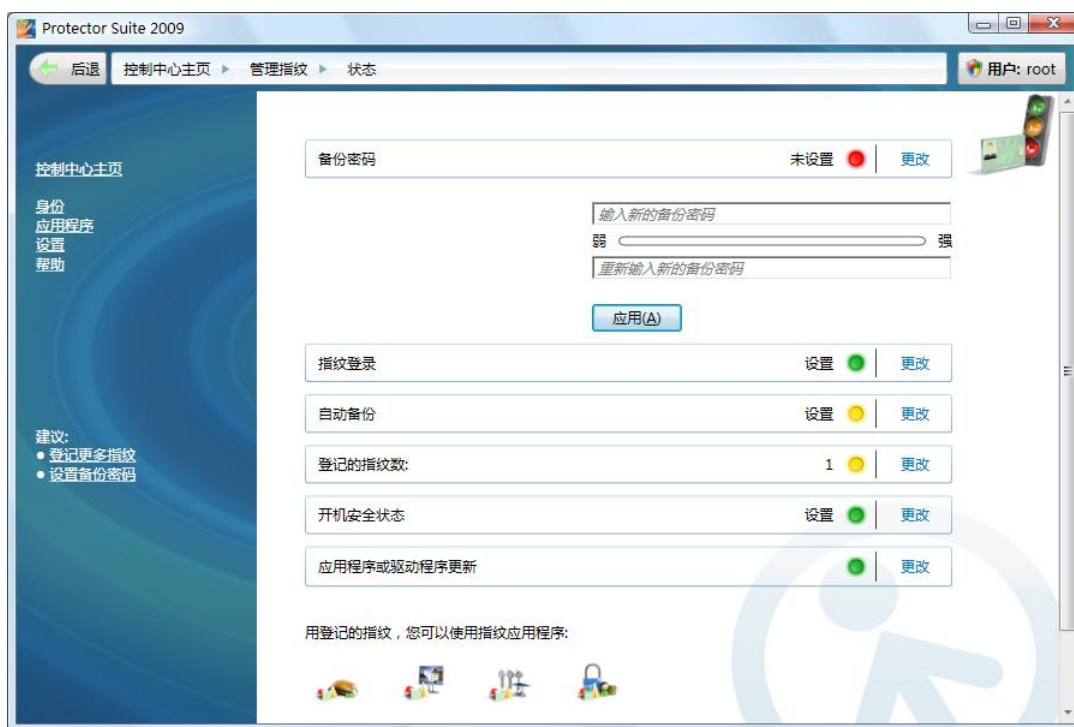 Protector Suite 2009
后退 控制中心主页 管理指纹 状态 用户: root
控制中心主页
身份
应用程序
设置
帮助
建议:
• 登记更多指纹
• 设置备份密码
备份密码 未设置 更改
输入新的备份密码
弱 强
重新输入新的备份密码
应用(A)
指纹登录 设置 更改
自动备份 设置 更改
登记的指纹数: 1 更改
开机安全状态 设置 更改
应用程序或驱动程序更新 更改
用登记的指纹，您可以使用指纹应用程序: